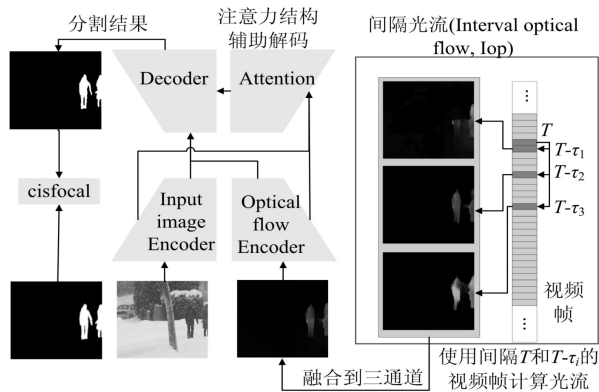 分割结果
注意力结构
辅助解码
Decoder
Attention
cisfocal
Input
image
Encoder
Optical
flow
Encoder
间隔光流(Interval optical
flow, Iop)
⋮
T
T-τ₁
T-τ₂
T-τ₃
视频
帧
⋮
融合到三通道
使用间隔T和T-τᵢ的
视频帧计算光流